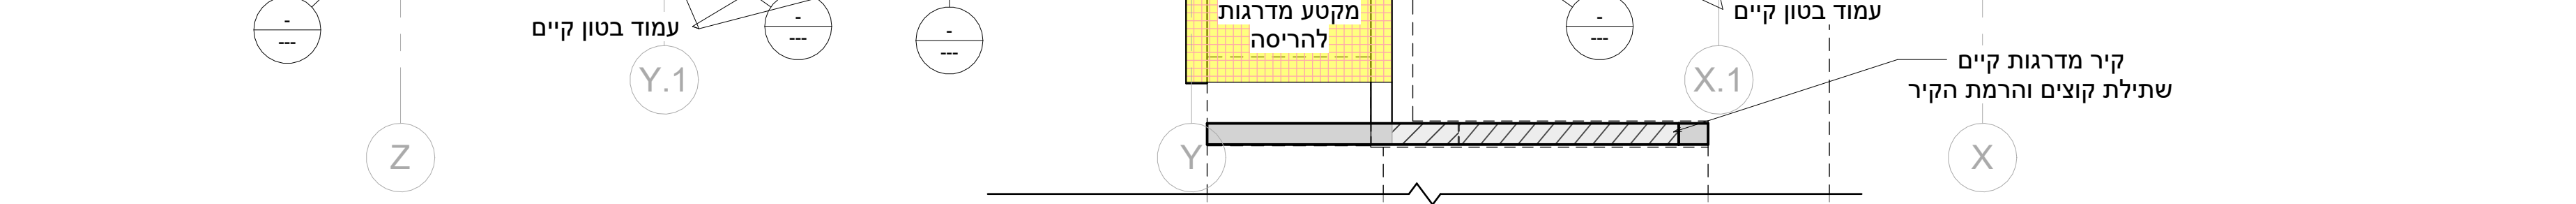 עמוד בטון קיים
מקטע מדרגות
להריסה
עמוד בטון קיים
קיר מדרגות קיים
שתילת קוצים והרמת הקיר
-
---
-
---
-
---
-
---
Y.1
X.1
Z
Y
X